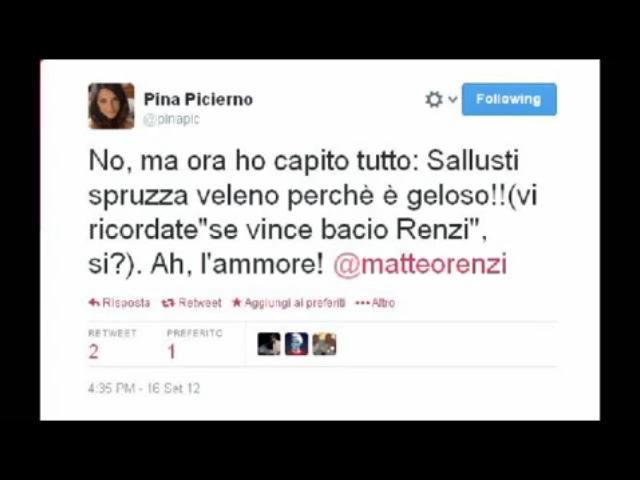 Pina Picierno
@pinapic
Following
No, ma ora ho capito tutto: Sallusti
spruzza veleno perchè è geloso!!(vi
ricordate"se vince bacio Renzi",
si?). Ah, l'ammore! @matteorenzi
Risposta Retweet Aggiungi ai preferiti Altro
RETWEET PREFERITO
2 1
4:35 PM - 16 Set 12